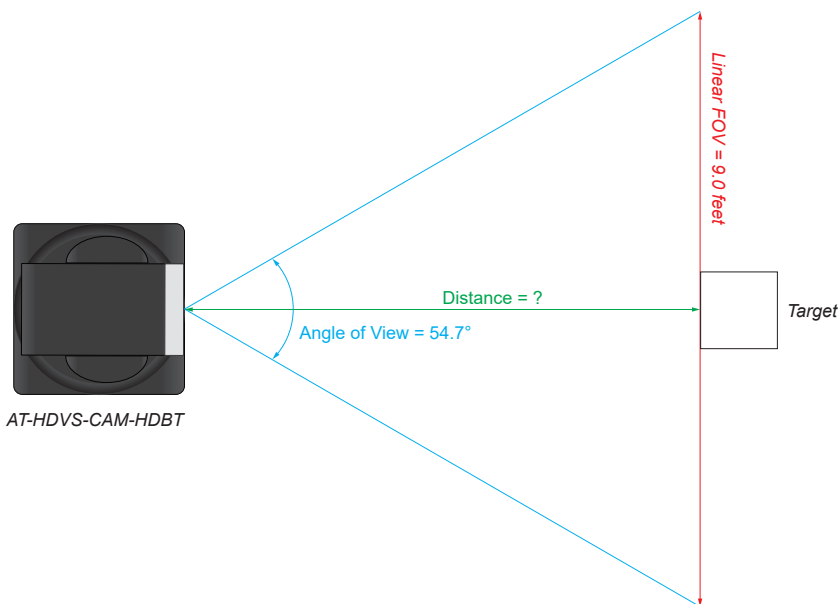 Linear FOV = 9.0 feet
Distance = ?
Target
Angle of View = 54.7°
AT-HDVS-CAM-HDBT